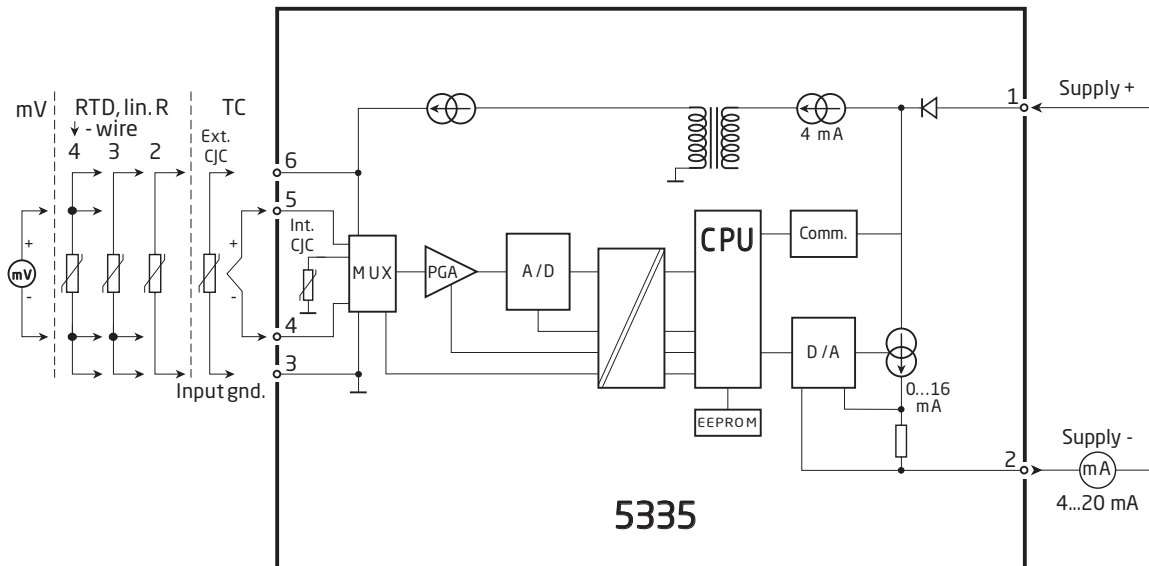 mV
RTD, lin. R
- wire
4 3 2
TC
Ext.
CJC
+
-
mV
+
-
Input gnd.
6
5
4
3
Int.
CJC
MUX
PGA
A/D
CPU
Comm.
D/A
EEPROM
4 mA
0...16
mA
1
Supply +
2
Supply -
mA
4...20 mA
5335